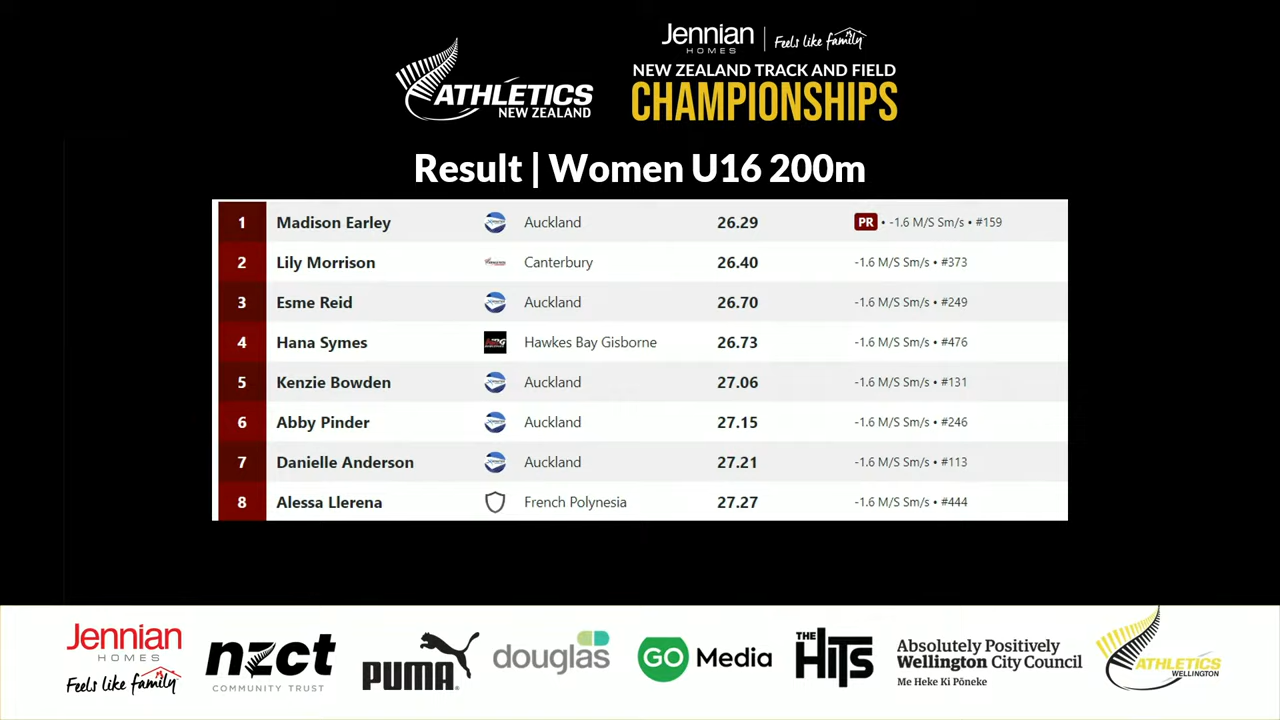 Jennian HOMES | Feels like family
ATHLETICS NEW ZEALAND
NEW ZEALAND TRACK AND FIELD
CHAMPIONSHIPS
Result | Women U16 200m
1 Madison Earley Auckland 26.29 PR • -1.6 M/S Sm/s • #159
2 Lily Morrison Canterbury 26.40 -1.6 M/S Sm/s • #373
3 Esme Reid Auckland 26.70 -1.6 M/S Sm/s • #249
4 Hana Symes Hawkes Bay Gisborne 26.73 -1.6 M/S Sm/s • #476
5 Kenzie Bowden Auckland 27.06 -1.6 M/S Sm/s • #131
6 Abby Pinder Auckland 27.15 -1.6 M/S Sm/s • #246
7 Danielle Anderson Auckland 27.21 -1.6 M/S Sm/s • #113
8 Alessa Llerena French Polynesia 27.27 -1.6 M/S Sm/s • #444
Jennian
HOMES
Feels like family
nzct
COMMUNITY TRUST
PUMA
douglas
GO Media
THE HITS
Absolutely Positively
Wellington City Council
Me Heke Ki Pōneke
ATHLETICS
WELLINGTON